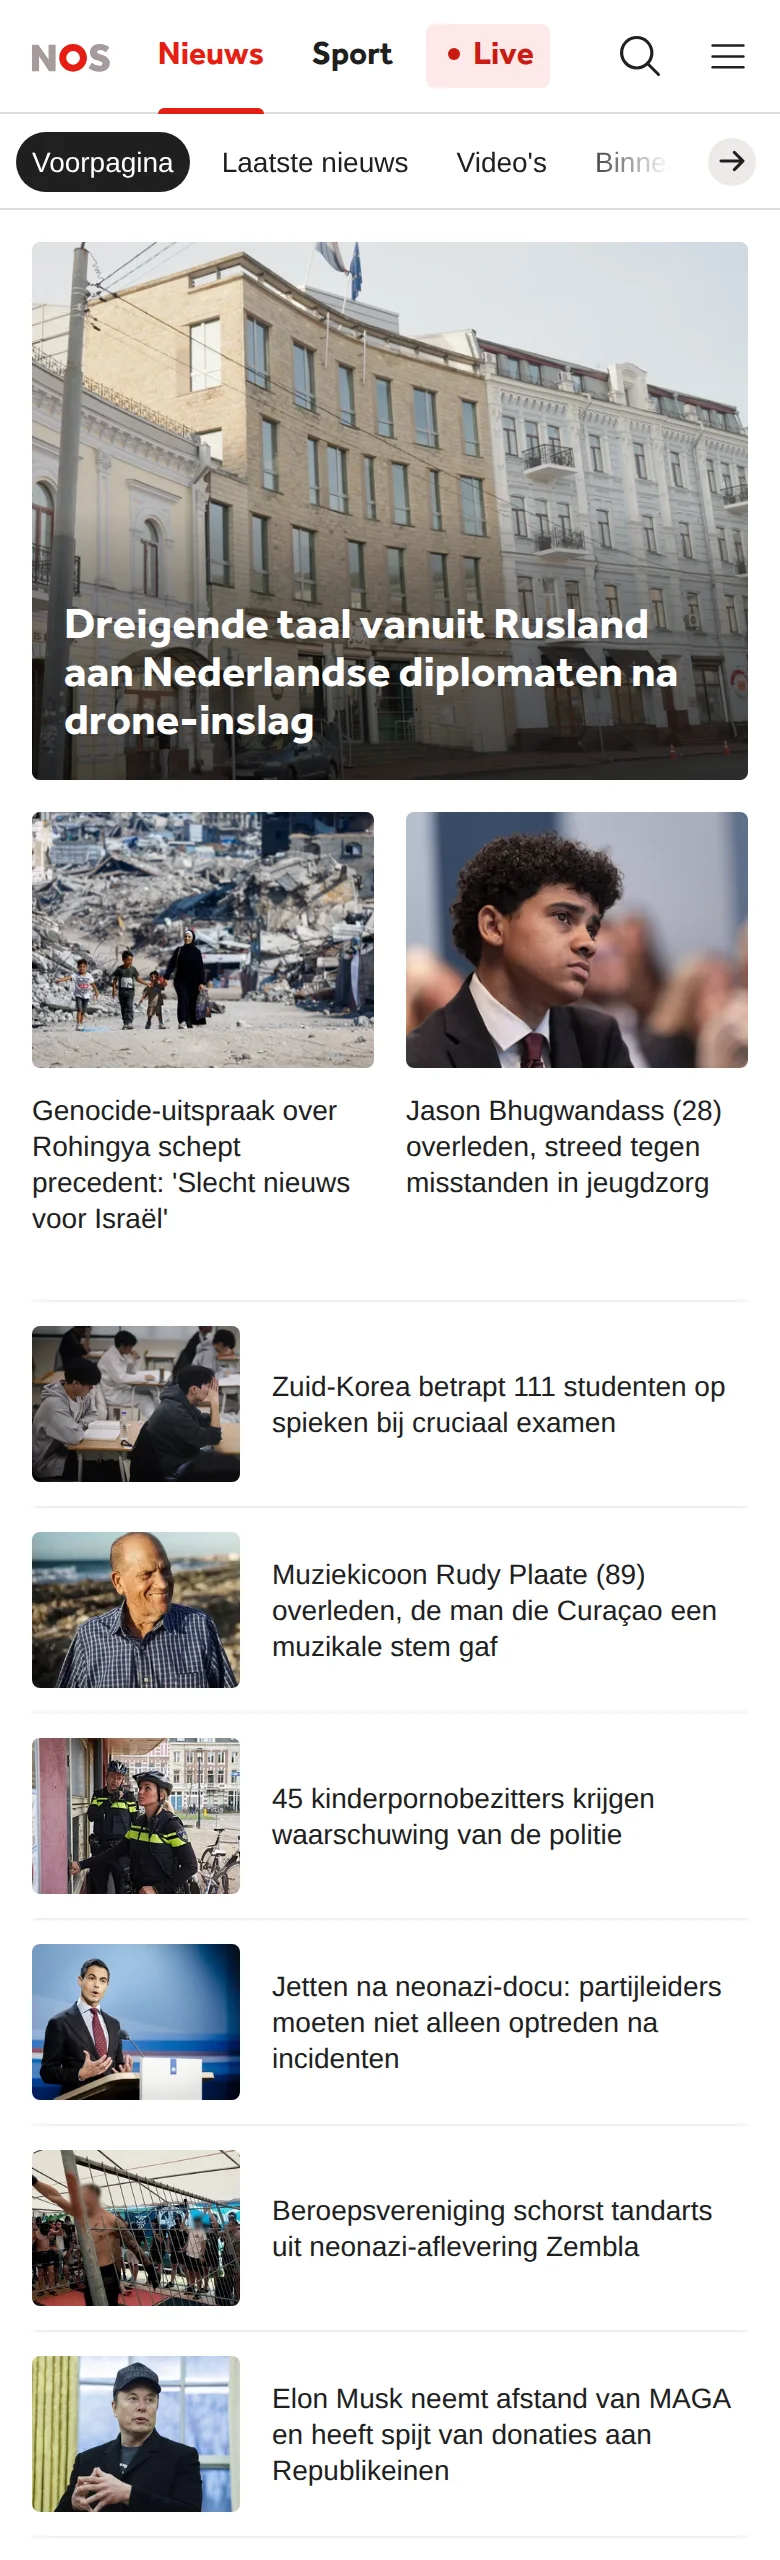 NOS
Nieuws
Sport
Live
Voorpagina
Laatste nieuws
Video's
Binne
Dreigende taal vanuit Rusland
aan Nederlandse diplomaten na
drone-inslag
Genocide-uitspraak over
Rohingya schept
precedent: 'Slecht nieuws
voor Israël'
Jason Bhugwandass (28)
overleden, streed tegen
misstanden in jeugdzorg
Zuid-Korea betrapt 111 studenten op
spieken bij cruciaal examen
Muziekicoon Rudy Plaate (89)
overleden, de man die Curaçao een
muzikale stem gaf
45 kinderpornobezitters krijgen
waarschuwing van de politie
Jetten na neonazi-docu: partijleiders
moeten niet alleen optreden na
incidenten
Beroepsvereniging schorst tandarts
uit neonazi-aflevering Zembla
Elon Musk neemt afstand van MAGA
en heeft spijt van donaties aan
Republikeinen